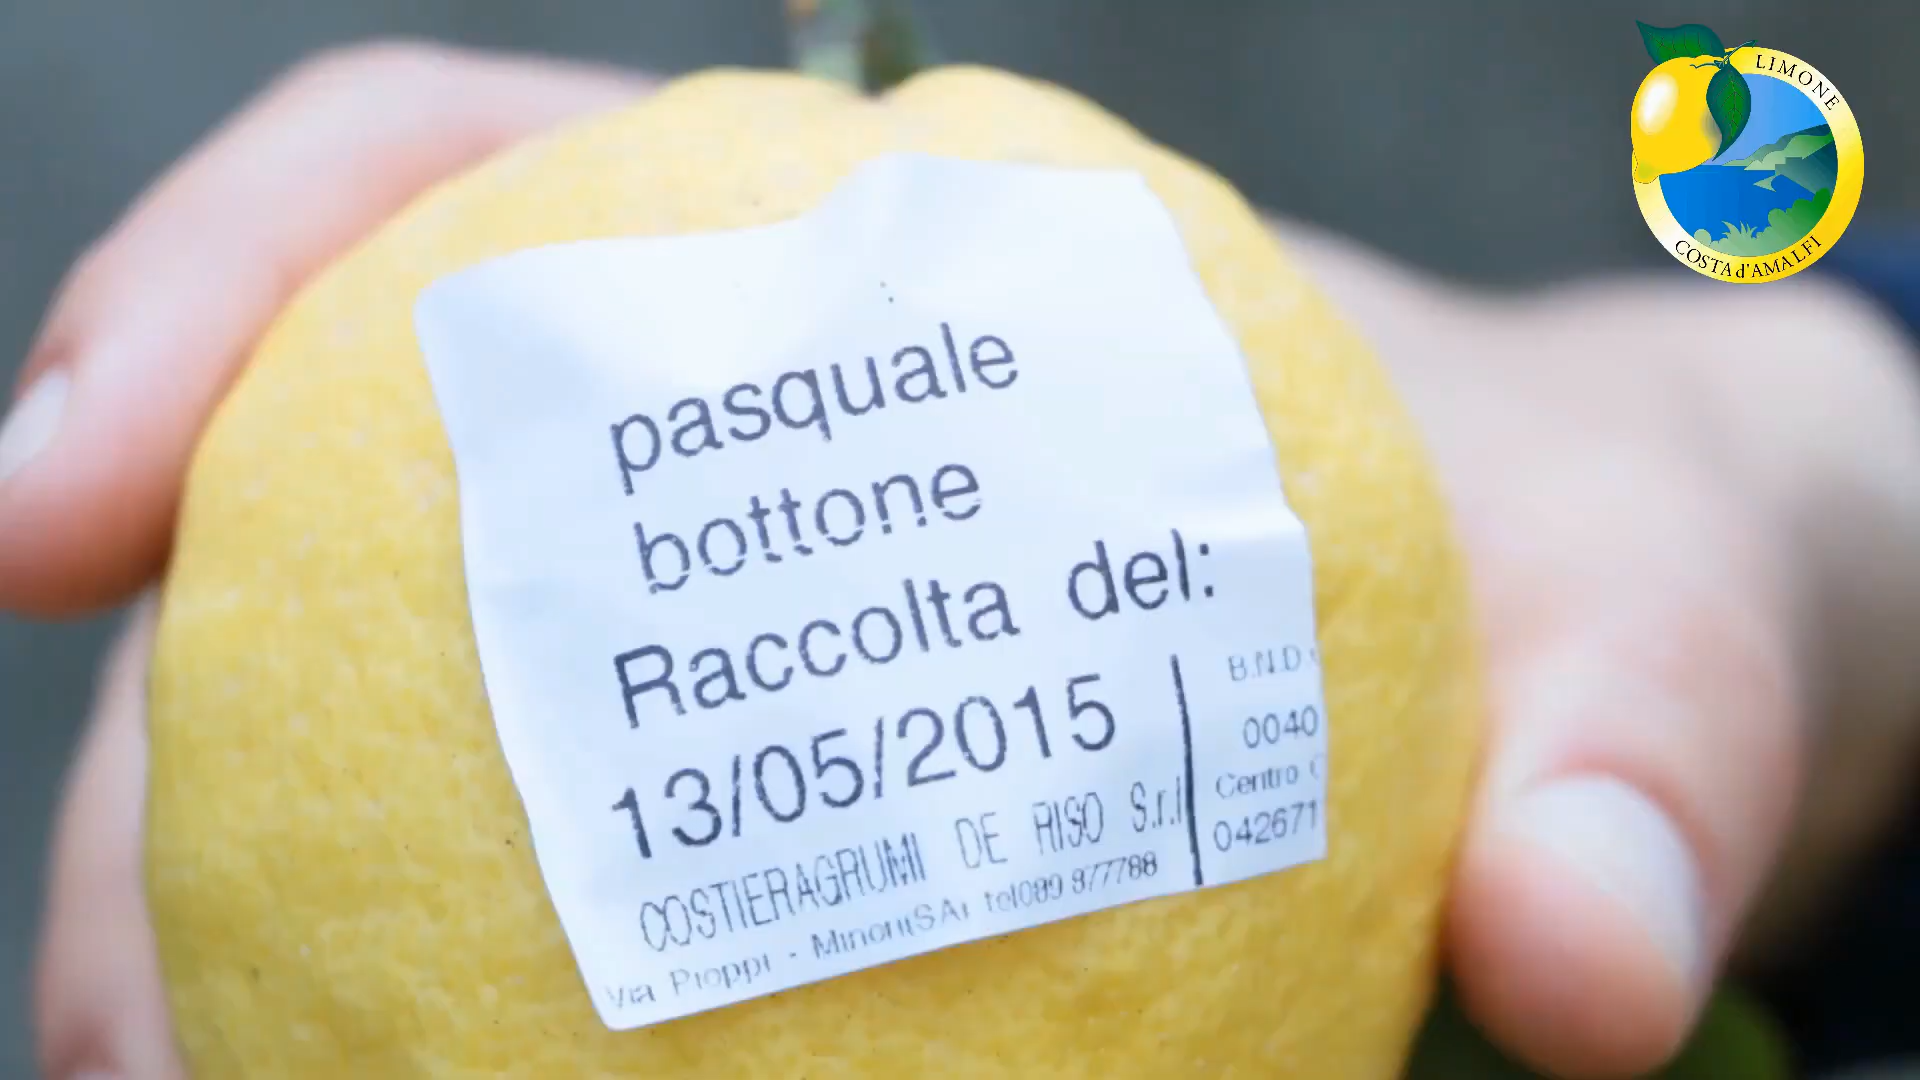 LIMONE
COSTA d'AMALFI
pasquale
bottone
Raccolta del:
13/05/2015
COSTIERAGRUMI DE RISO S.r.l
Via Pioppi - Minori(SA) tel089 877788
B.N.D.
0040
Centro
042671